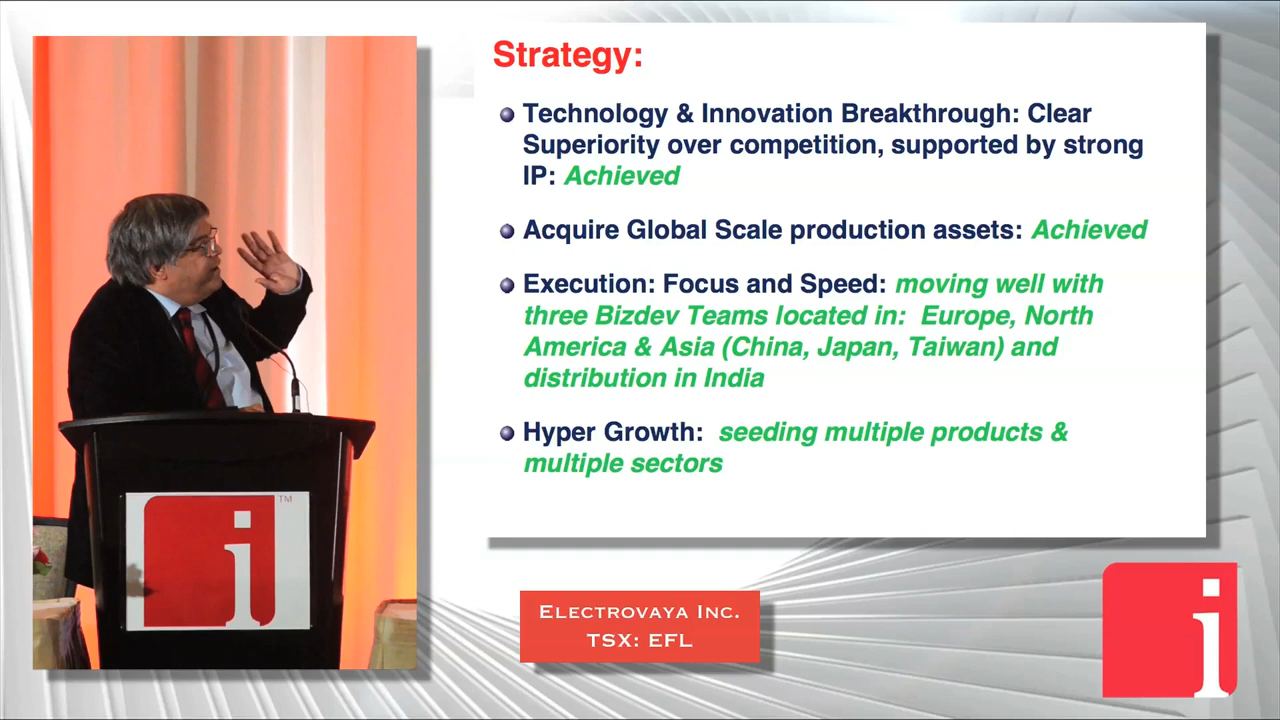 Strategy:
Technology & Innovation Breakthrough: Clear
Superiority over competition, supported by strong
IP: Achieved
Acquire Global Scale production assets: Achieved
Execution: Focus and Speed: moving well with
three Bizdev Teams located in: Europe, North
America & Asia (China, Japan, Taiwan) and
distribution in India
Hyper Growth: seeding multiple products &
multiple sectors
i
TM
Electrovaya Inc.
TSX: EFL
i